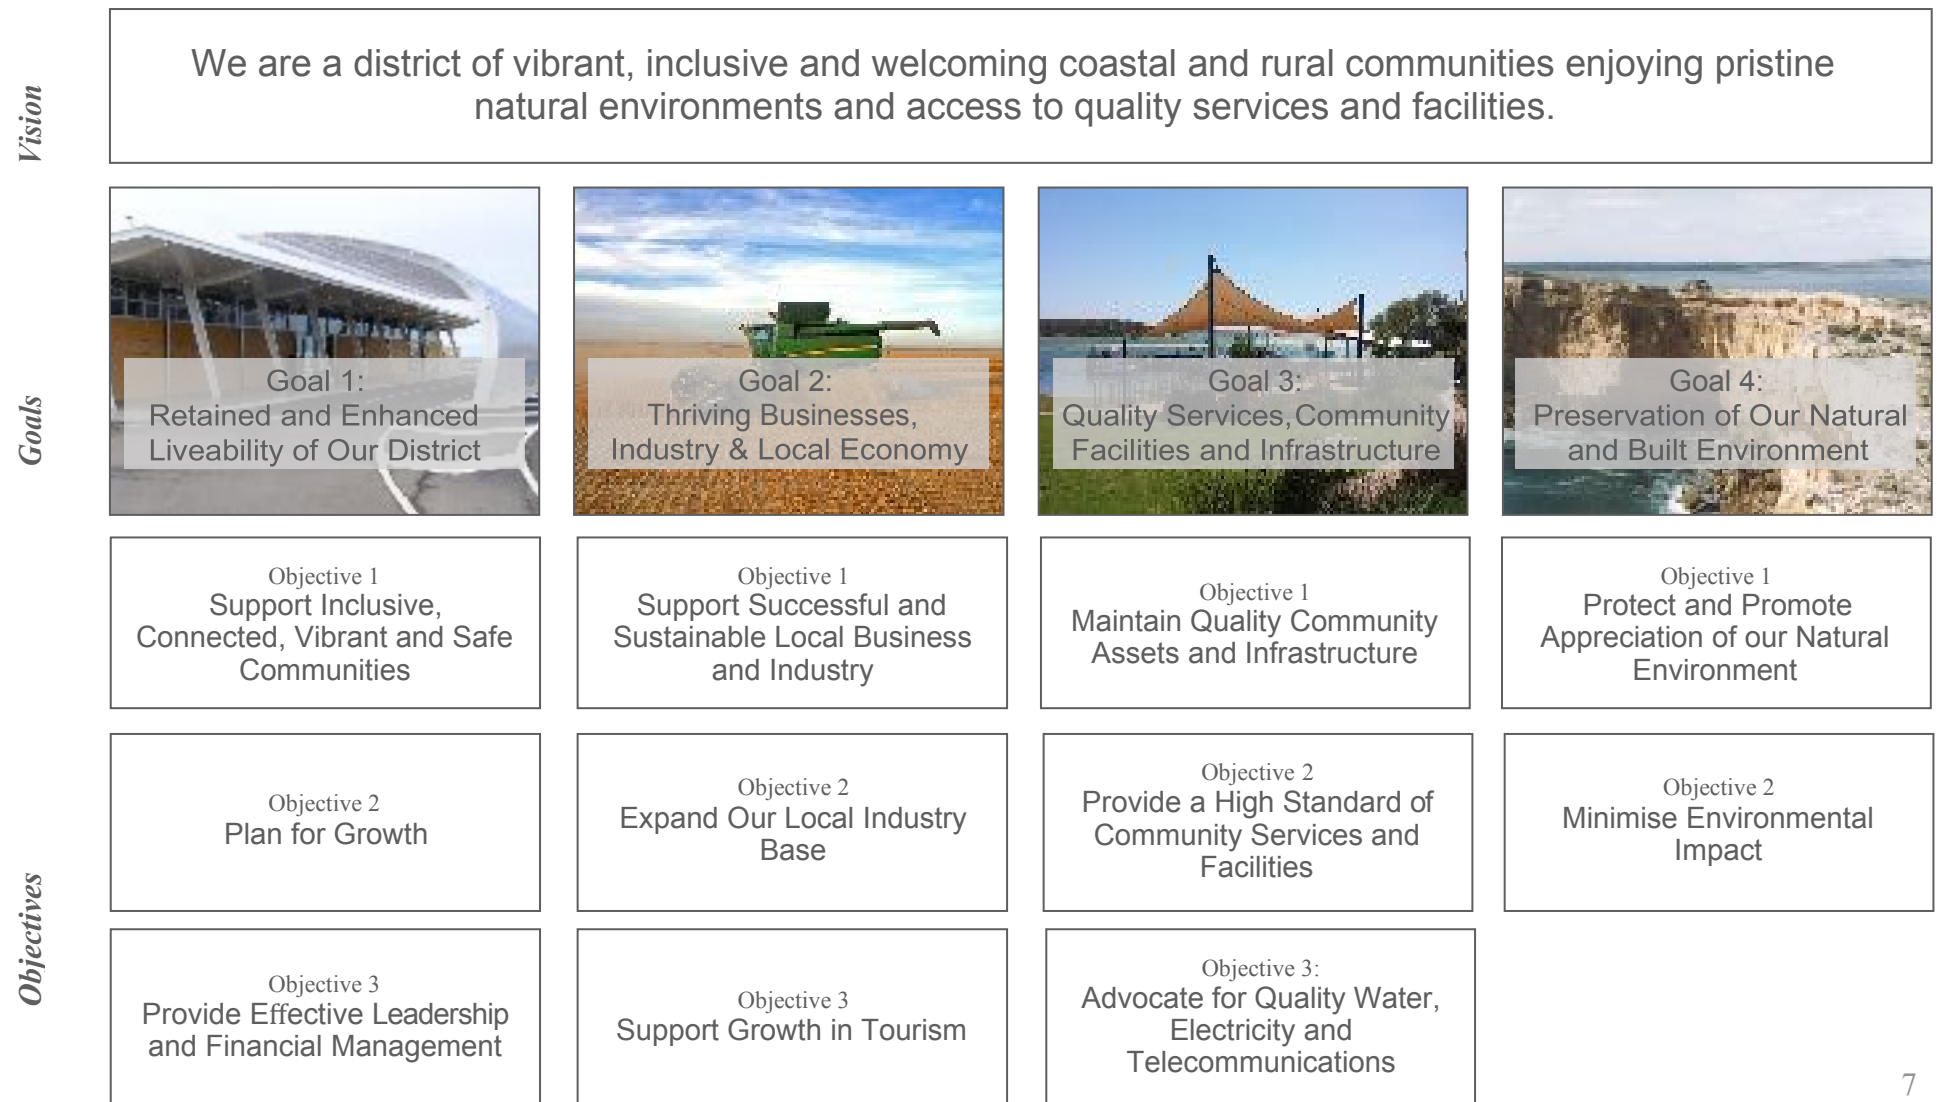 Vision
We are a district of vibrant, inclusive and welcoming coastal and rural communities enjoying pristine
natural environments and access to quality services and facilities.
Goals
Goal 1:
Retained and Enhanced
Liveability of Our District
Goal 2:
Thriving Businesses,
Industry & Local Economy
Goal 3:
Quality Services, Community
Facilities and Infrastructure
Goal 4:
Preservation of Our Natural
and Built Environment
Objectives
Objective 1
Support Inclusive,
Connected, Vibrant and Safe
Communities
Objective 1
Support Successful and
Sustainable Local Business
and Industry
Objective 1
Maintain Quality Community
Assets and Infrastructure
Objective 1
Protect and Promote
Appreciation of our Natural
Environment
Objective 2
Plan for Growth
Objective 2
Expand Our Local Industry
Base
Objective 2
Provide a High Standard of
Community Services and
Facilities
Objective 2
Minimise Environmental
Impact
Objective 3
Provide Effective Leadership
and Financial Management
Objective 3
Support Growth in Tourism
Objective 3:
Advocate for Quality Water,
Electricity and
Telecommunications
7